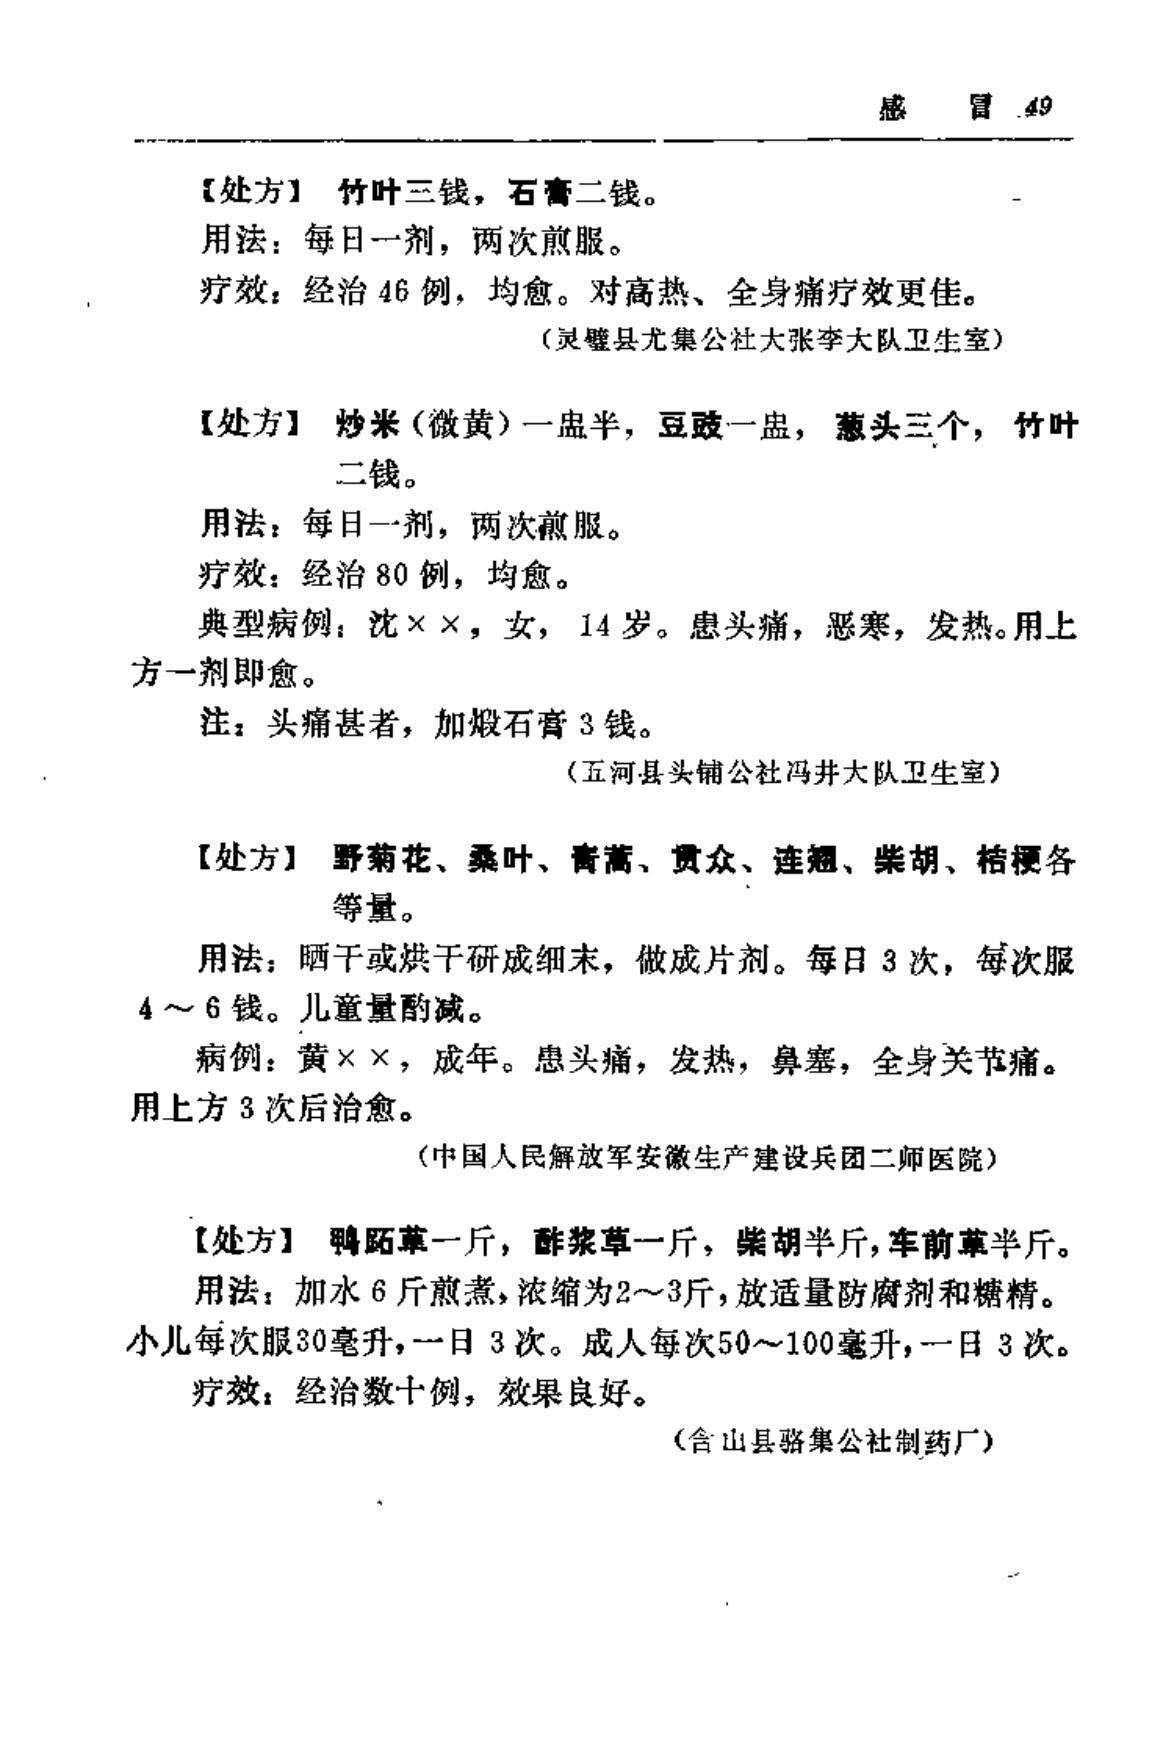 感 冒 49
【处方】 竹叶三钱，石膏二钱。
用法：每日一剂，两次煎服。
疗效：经治 46 例，均愈。对高热、全身痛疗效更佳。
（灵璧县尤集公社大张李大队卫生室）
【处方】 炒米（微黄）一盅半，豆豉一盅， 葱头三个， 竹叶
二钱。
用法：每日一剂，两次煎服。
疗效：经治 80 例，均愈。
典型病例：沈××，女， 14 岁。患头痛，恶寒，发热。用上
方一剂即愈。
注：头痛甚者，加煅石膏 3 钱。
（五河县头铺公社冯井大队卫生室）
【处方】 野菊花、桑叶、青蒿、贯众、连翘、柴胡、桔梗各
等量。
用法：晒干或烘干研成细末，做成片剂。每日 3 次，每次服
4 ～ 6 钱。儿童量酌减。
病例：黄××，成年。患头痛，发热，鼻塞，全身关节痛。
用上方 3 次后治愈。
（中国人民解放军安徽生产建设兵团二师医院）
【处方】 鸭跖草一斤，酢浆草一斤，柴胡半斤，车前草半斤。
用法：加水 6 斤煎煮，浓缩为2～3斤，放适量防腐剂和糖精。
小儿每次服30毫升，一日 3 次。成人每次50～100毫升，一日 3 次。
疗效：经治数十例，效果良好。
（含山县骆集公社制药厂）